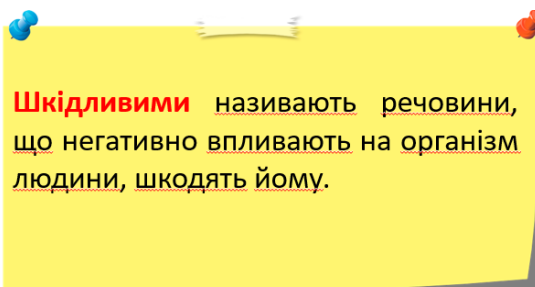 Шкідливими називають речовини,
що негативно впливають на організм
людини, шкодять йому.